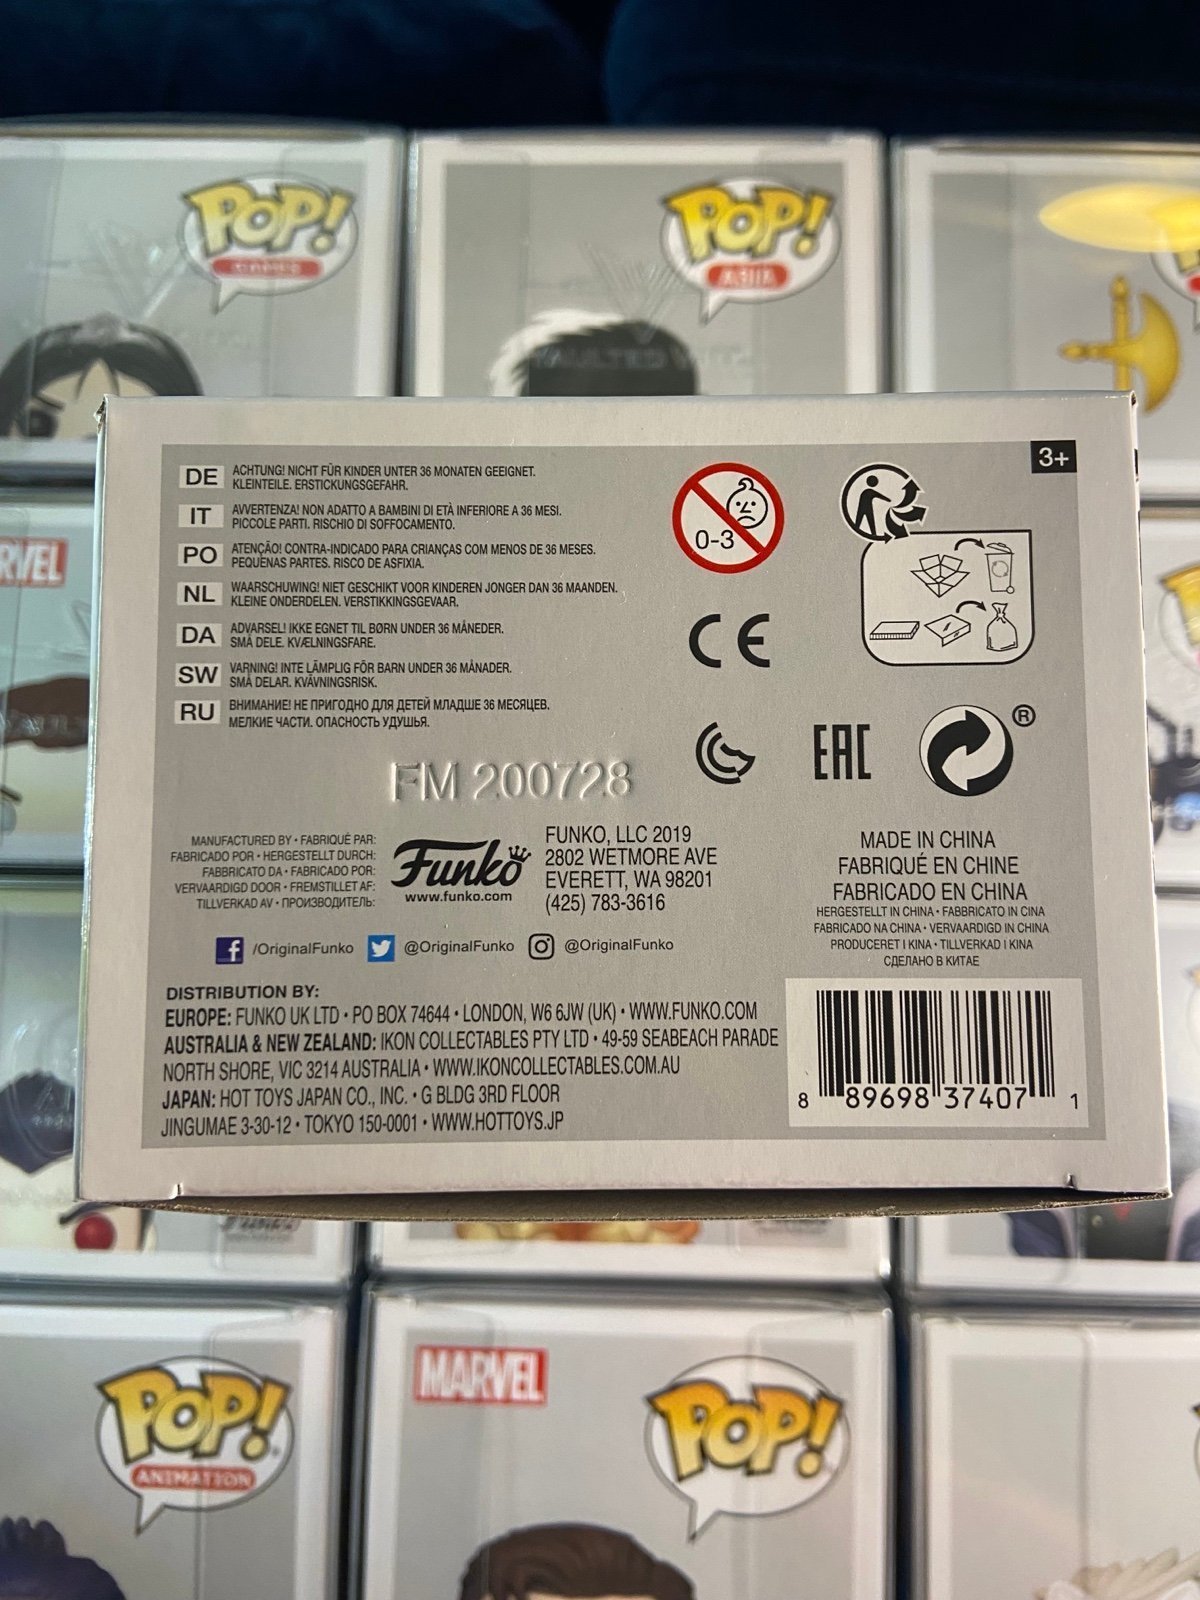 POP!
GAMES
POP!
ASIA
VAULTED
3+
DE ACHTUNG! NICHT FÜR KINDER UNTER 36 MONATEN GEEIGNET.
KLEINTEILE. ERSTICKUNGSGEFAHR.
IT AVVERTENZA! NON ADATTO A BAMBINI DI ETÀ INFERIORE A 36 MESI.
PICCOLE PARTI. RISCHIO DI SOFFOCAMENTO.
PO ATENÇÃO! CONTRA-INDICADO PARA CRIANÇAS COM MENOS DE 36 MESES.
PEQUENAS PARTES. RISCO DE ASFIXIA.
NL WAARSCHUWING! NIET GESCHIKT VOOR KINDEREN JONGER DAN 36 MAANDEN.
KLEINE ONDERDELEN. VERSTIKKINGSGEVAAR.
DA ADVARSEL! IKKE EGNET TIL BØRN UNDER 36 MÅNEDER.
SMÅ DELE. KVÆLNINGSFARE.
SW VARNING! INTE LÄMPLIG FÖR BARN UNDER 36 MÅNADER.
SMÅ DELAR. KVÄVNINGSRISK.
RU ВНИМАНИЕ! НЕ ПРИГОДНО ДЛЯ ДЕТЕЙ МЛАДШЕ 36 МЕСЯЦЕВ.
МЕЛКИЕ ЧАСТИ. ОПАСНОСТЬ УДУШЬЯ.
0-3
CE
EAC
®
FM 200728
MANUFACTURED BY • FABRIQUÉ PAR:
FABRICADO POR • HERGESTELLT DURCH:
FABBRICATO DA • FABRICADO POR:
VERVAARDIGD DOOR • FREMSTILLET AF:
TILLVERKAD AV • ПРОИЗВОДИТЕЛЬ:
Funko
www.funko.com
FUNKO, LLC 2019
2802 WETMORE AVE
EVERETT, WA 98201
(425) 783-3616
MADE IN CHINA
FABRIQUÉ EN CHINE
FABRICADO EN CHINA
HERGESTELLT IN CHINA • FABBRICATO IN CINA
FABRICADO NA CHINA • VERVAARDIGD IN CHINA
PRODUCERET I KINA • TILLVERKAD I KINA
СДЕЛАНО В КИТАЕ
/OriginalFunko @OriginalFunko @OriginalFunko
DISTRIBUTION BY:
EUROPE: FUNKO UK LTD • PO BOX 74644 • LONDON, W6 6JW (UK) • WWW.FUNKO.COM
AUSTRALIA & NEW ZEALAND: IKON COLLECTABLES PTY LTD • 49-59 SEABEACH PARADE
NORTH SHORE, VIC 3214 AUSTRALIA • WWW.IKONCOLLECTABLES.COM.AU
JAPAN: HOT TOYS JAPAN CO., INC. • G BLDG 3RD FLOOR
JINGUMAE 3-30-12 • TOKYO 150-0001 • WWW.HOTTOYS.JP
8 89698 37407 1
POP!
ANIMATION
MARVEL
POP!